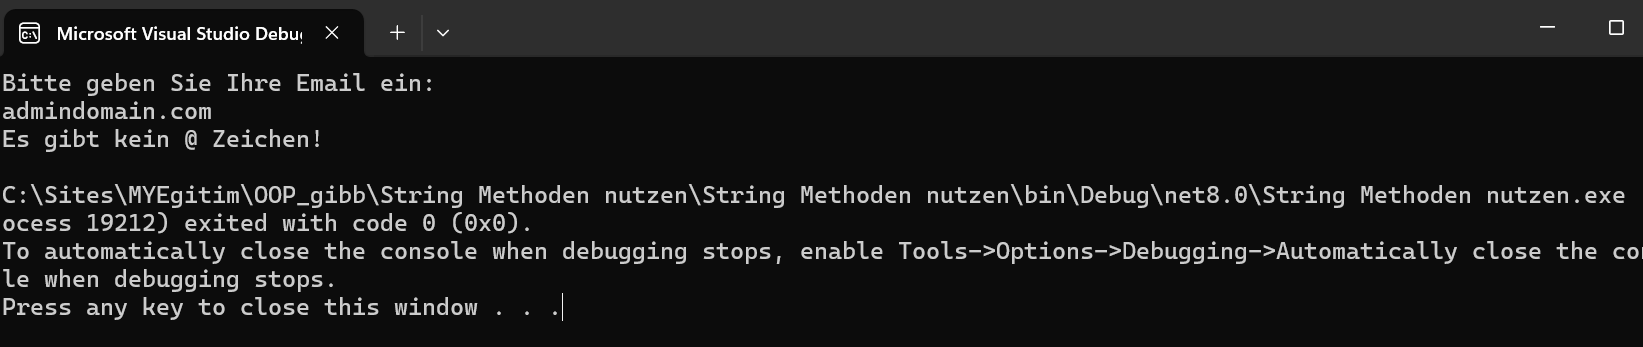 Microsoft Visual Studio Debug
Bitte geben Sie Ihre Email ein:
admindomain.com
Es gibt kein @ Zeichen!
C:\Sites\MYEgitim\OOP_gibb\String Methoden nutzen\String Methoden nutzen\bin\Debug\net8.0\String Methoden nutzen.exe
ocess 19212) exited with code 0 (0x0).
To automatically close the console when debugging stops, enable Tools->Options->Debugging->Automatically close the con
le when debugging stops.
Press any key to close this window . . .